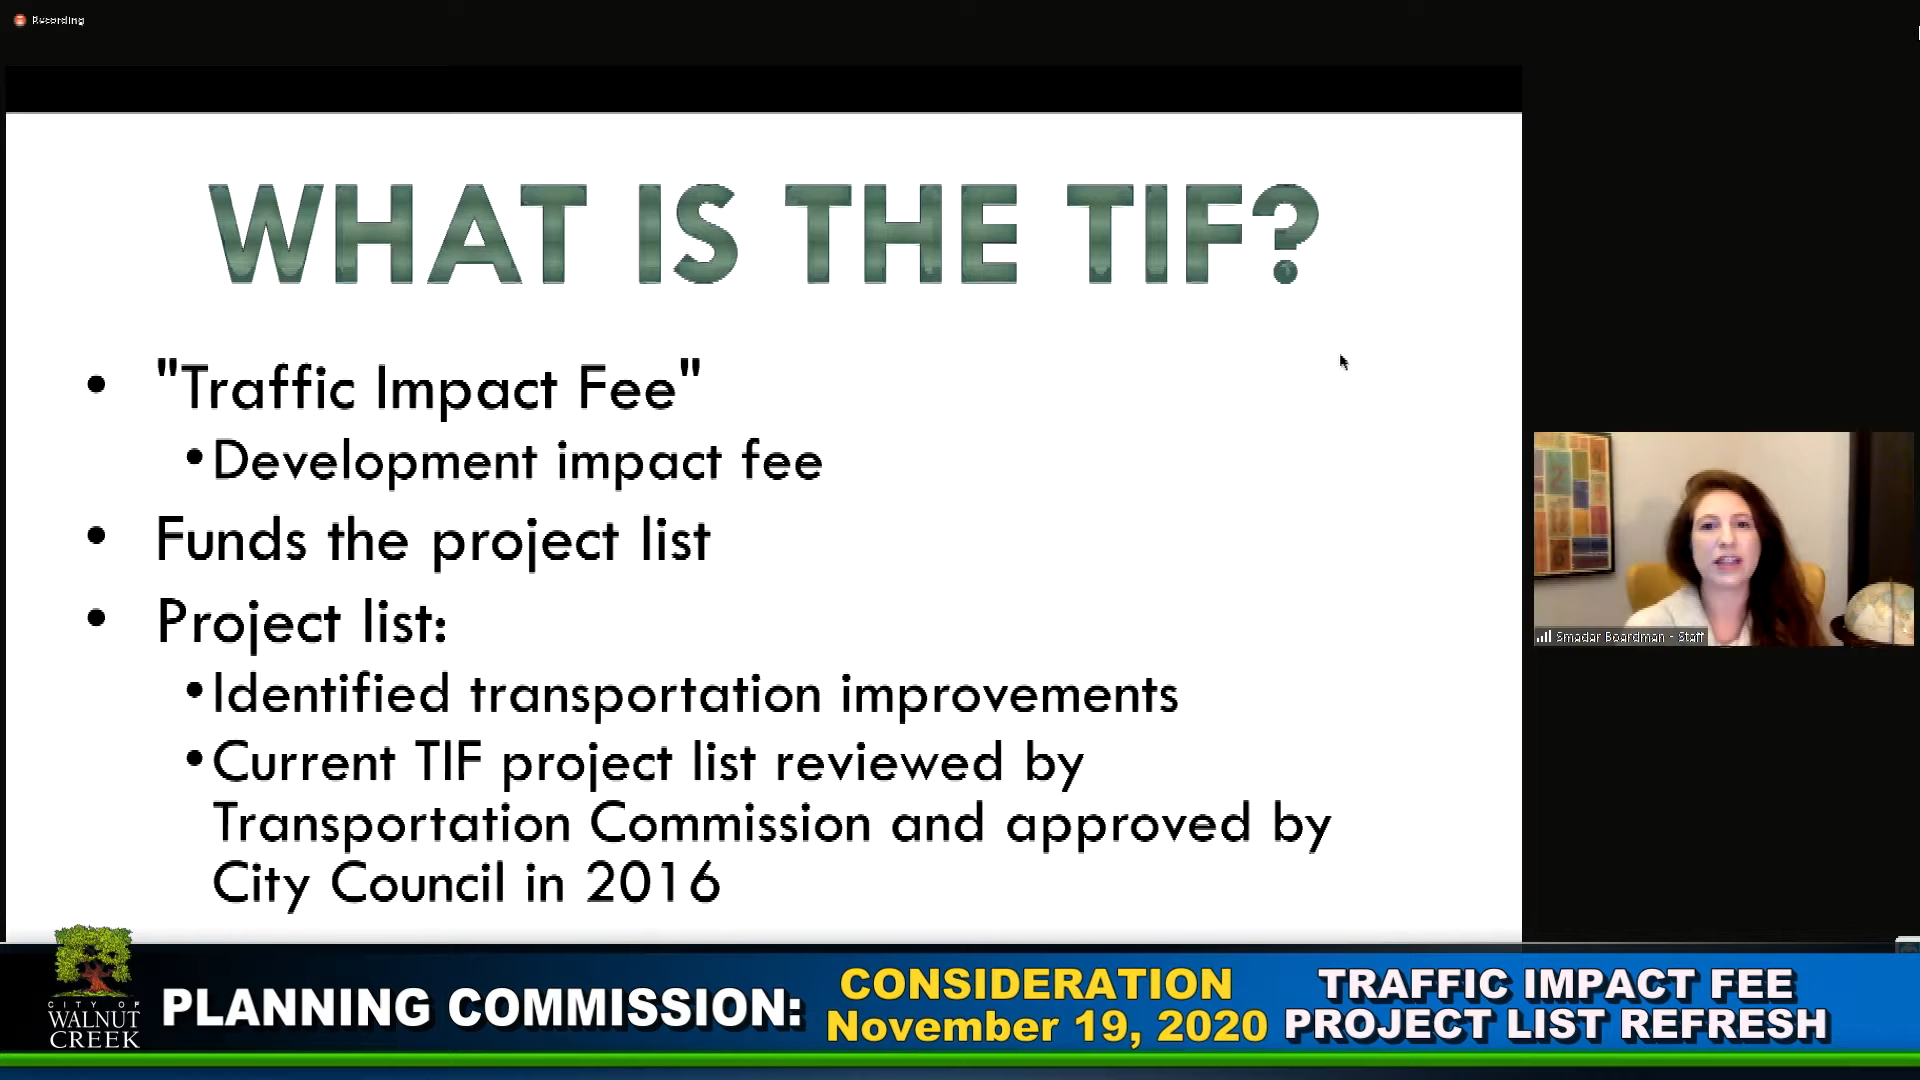 Recording
WHAT IS THE TIF?
• "Traffic Impact Fee"
•Development impact fee
• Funds the project list
• Project list:
•Identified transportation improvements
•Current TIF project list reviewed by
Transportation Commission and approved by
City Council in 2016
Smadar Boardman - Staff
CITY OF
WALNUT
CREEK
PLANNING COMMISSION:
CONSIDERATION
November 19, 2020
TRAFFIC IMPACT FEE
PROJECT LIST REFRESH